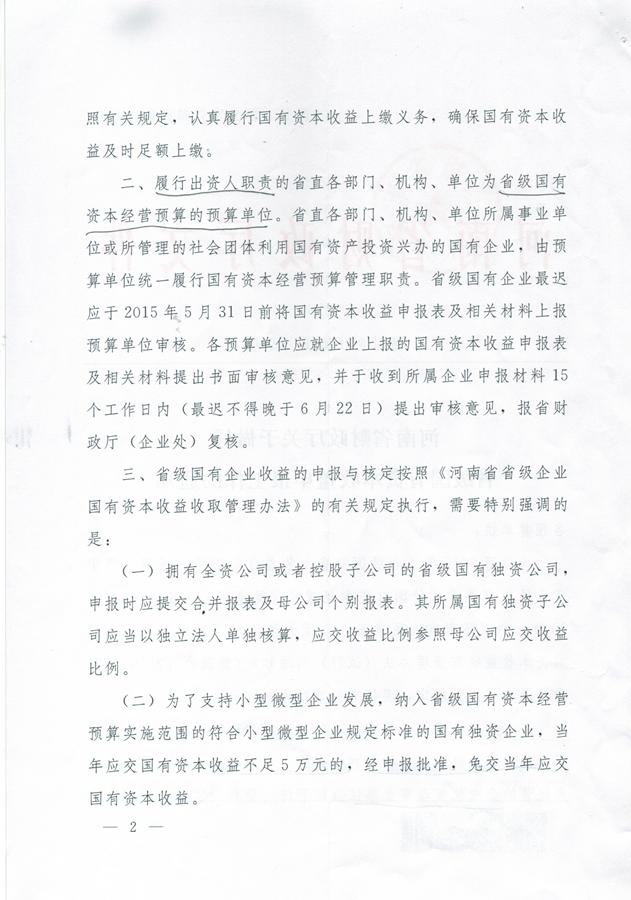 照有关规定，认真履行国有资本收益上缴义务，确保国有资本收
益及时足额上缴。
二、履行出资人职责的省直各部门、机构、单位为省级国有
资本经营预算的预算单位。省直各部门、机构、单位所属事业单
位或所管理的社会团体利用国有资产投资兴办的国有企业，由预
算单位统一履行国有资本经营预算管理职责。省级国有企业最迟
应于2015年5月31日前将国有资本收益申报表及相关材料上报
预算单位审核。各预算单位应就企业上报的国有资本收益申报表
及相关材料提出书面审核意见，并于收到所属企业申报材料15
个工作日内（最迟不得晚于6月22日）提出审核意见，报省财
政厅（企业处）复核。
三、省级国有企业收益的申报与核定按照《河南省省级企业
国有资本收益收取管理办法》的有关规定执行，需要特别强调的
是：
（一）拥有全资公司或者控股子公司的省级国有独资公司，
申报时应提交合并报表及母公司个别报表。其所属国有独资子公
司应当以独立法人单独核算，应交收益比例参照母公司应交收益
比例。
（二）为了支持小型微型企业发展，纳入省级国有资本经营
预算实施范围的符合小型微型企业规定标准的国有独资企业，当
年应交国有资本收益不足5万元的，经申报批准，免交当年应交
国有资本收益。
— 2 —